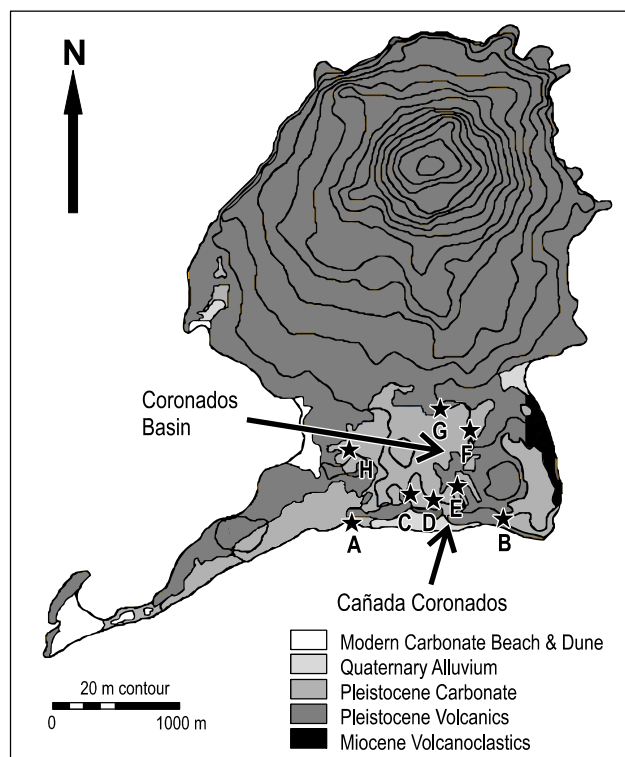 N
Coronados
Basin
G
F
H
E
C
D
A
B
Cañada Coronados
Modern Carbonate Beach & Dune
Quaternary Alluvium
20 m contour
Pleistocene Carbonate
0
1000 m
Pleistocene Volcanics
Miocene Volcanoclastics